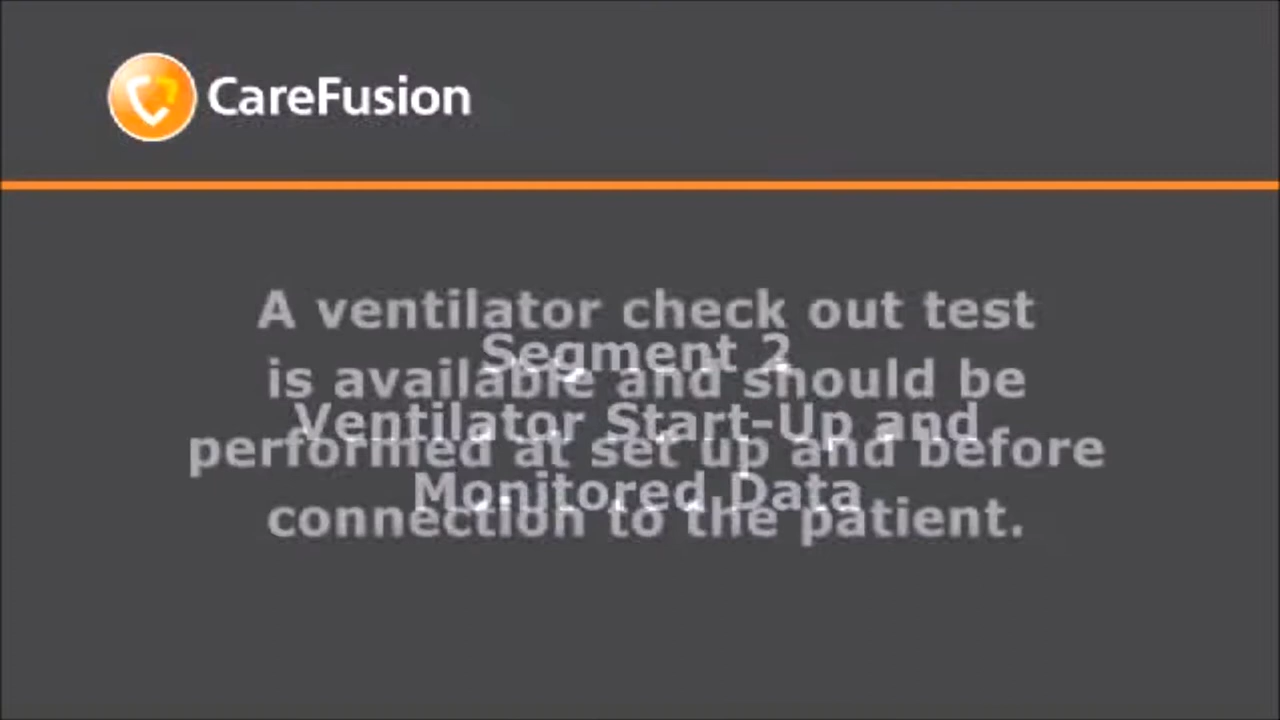 CareFusion
A ventilator check out test
is available and should be
performed at set up and before
connection to the patient.
Segment 2
Ventilator Start-Up and
Monitored Data